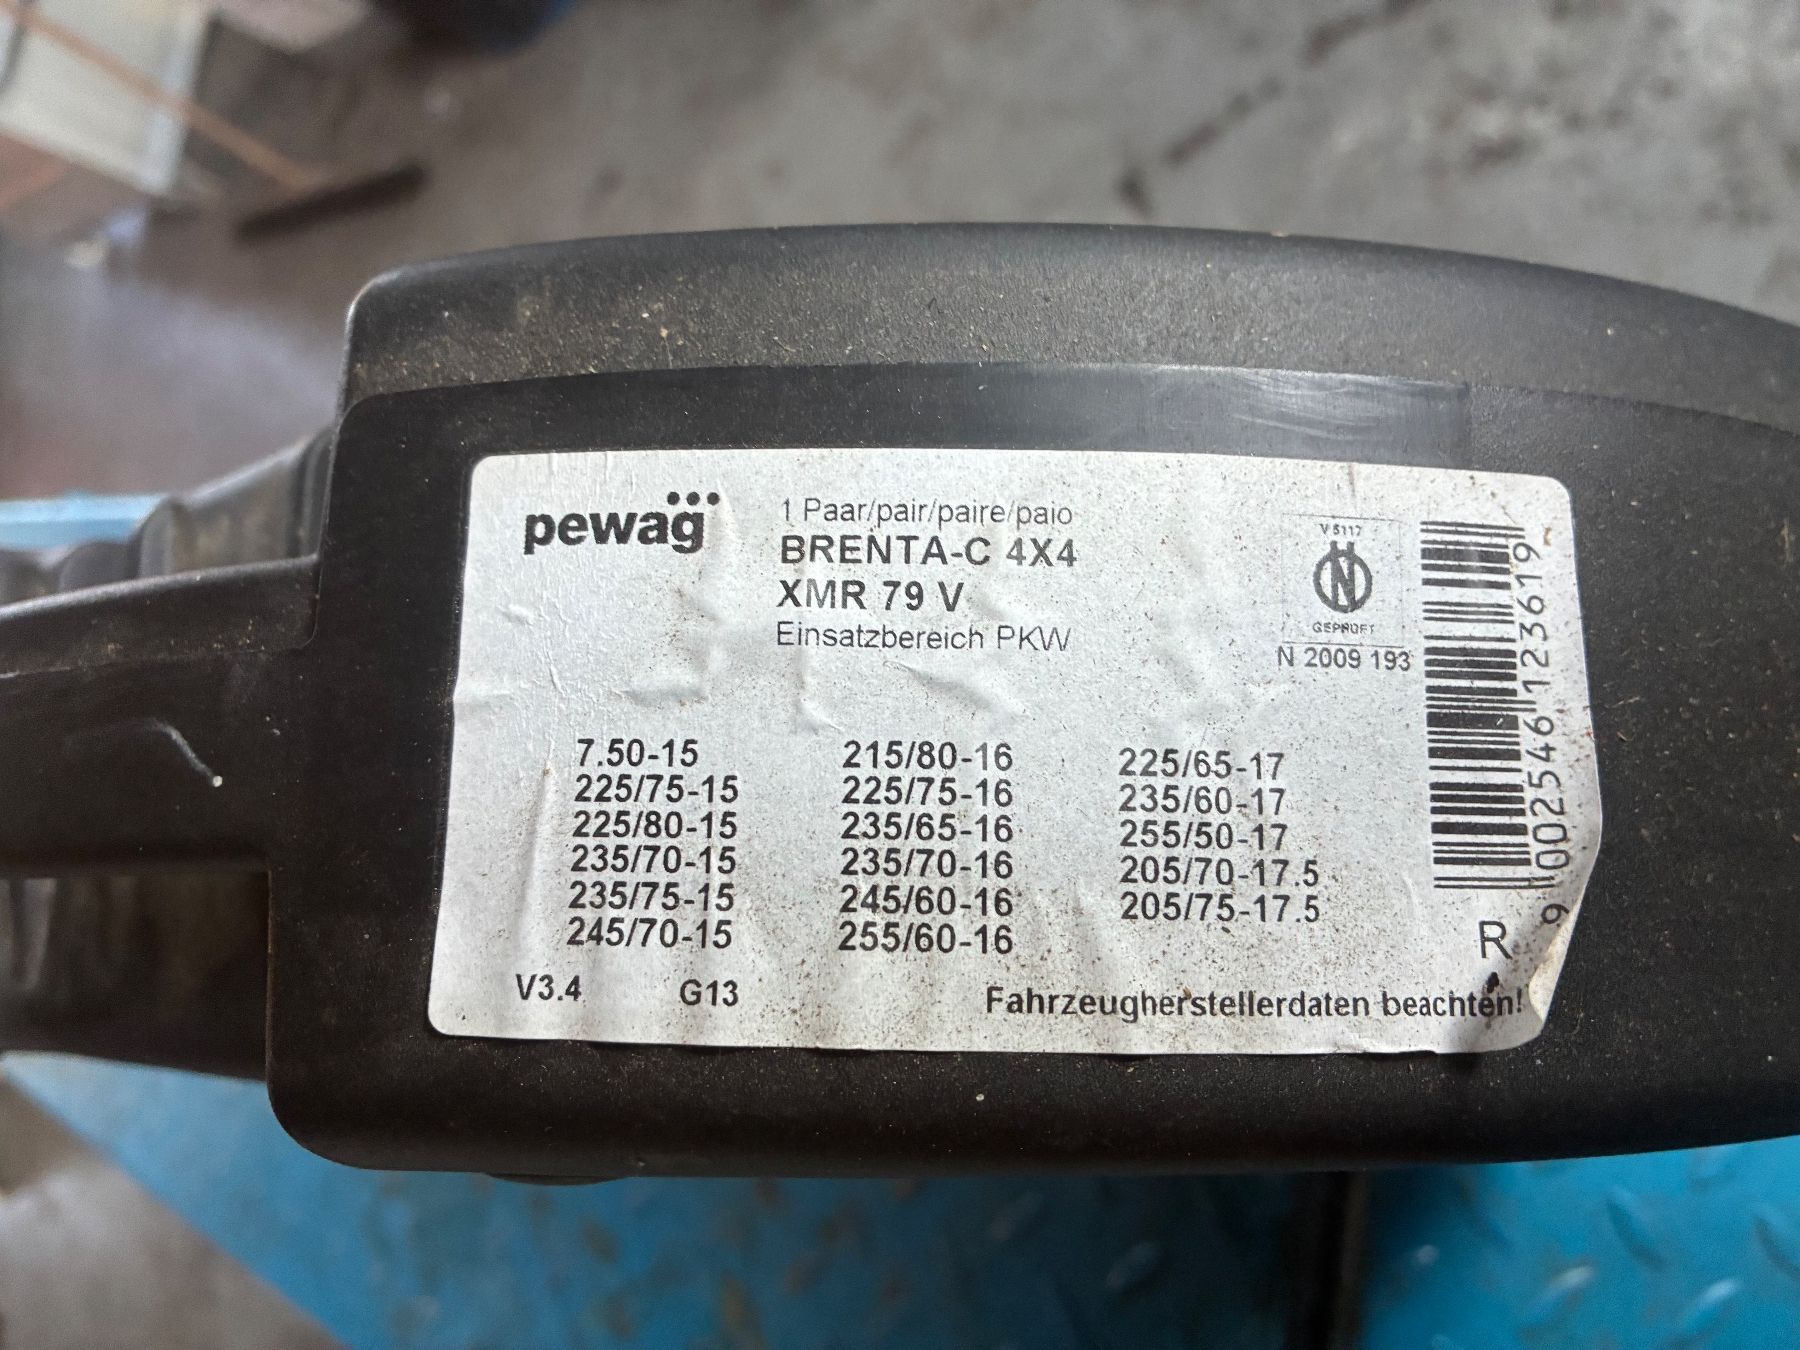 pewag
1 Paar/pair/paire/paio
BRENTA-C 4X4
XMR 79 V
Einsatzbereich PKW
V 5117
N
GEPRÜFT
N 2009 193
7.50-15
225/75-15
225/80-15
235/70-15
235/75-15
245/70-15
215/80-16
225/75-16
235/65-16
235/70-16
245/60-16
255/60-16
225/65-17
235/60-17
255/50-17
205/70-17.5
205/75-17.5
9 002546 123619
R
V3.4 G13
Fahrzeugherstellerdaten beachten!